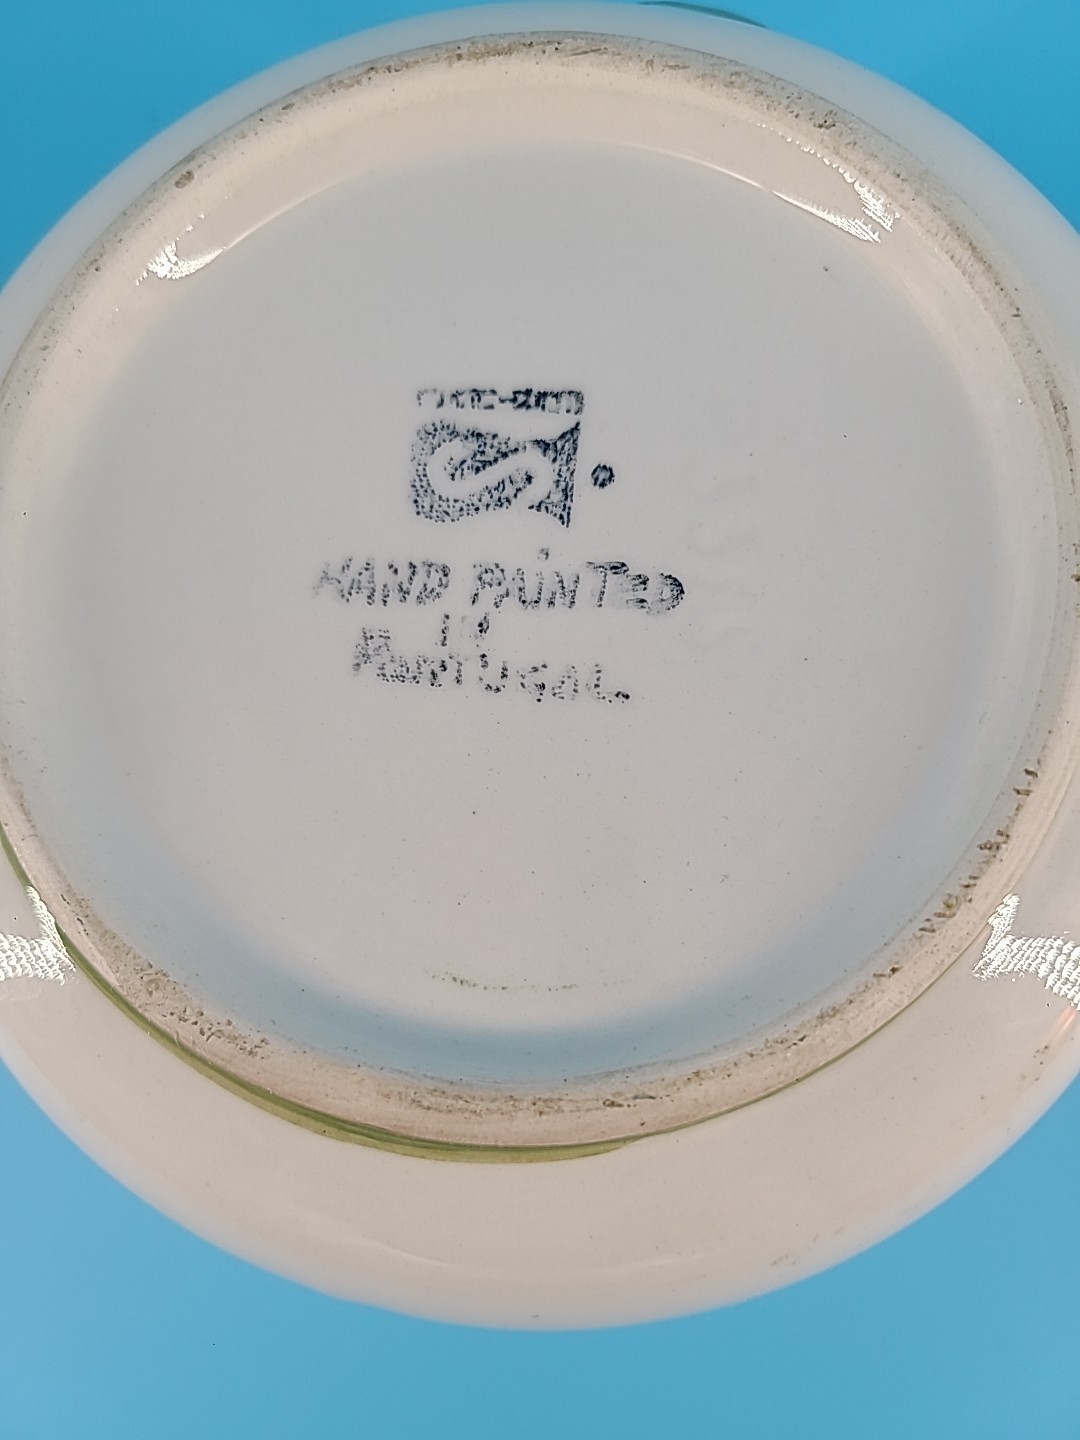 S
HAND PAINTED
IN
PORTUGAL.